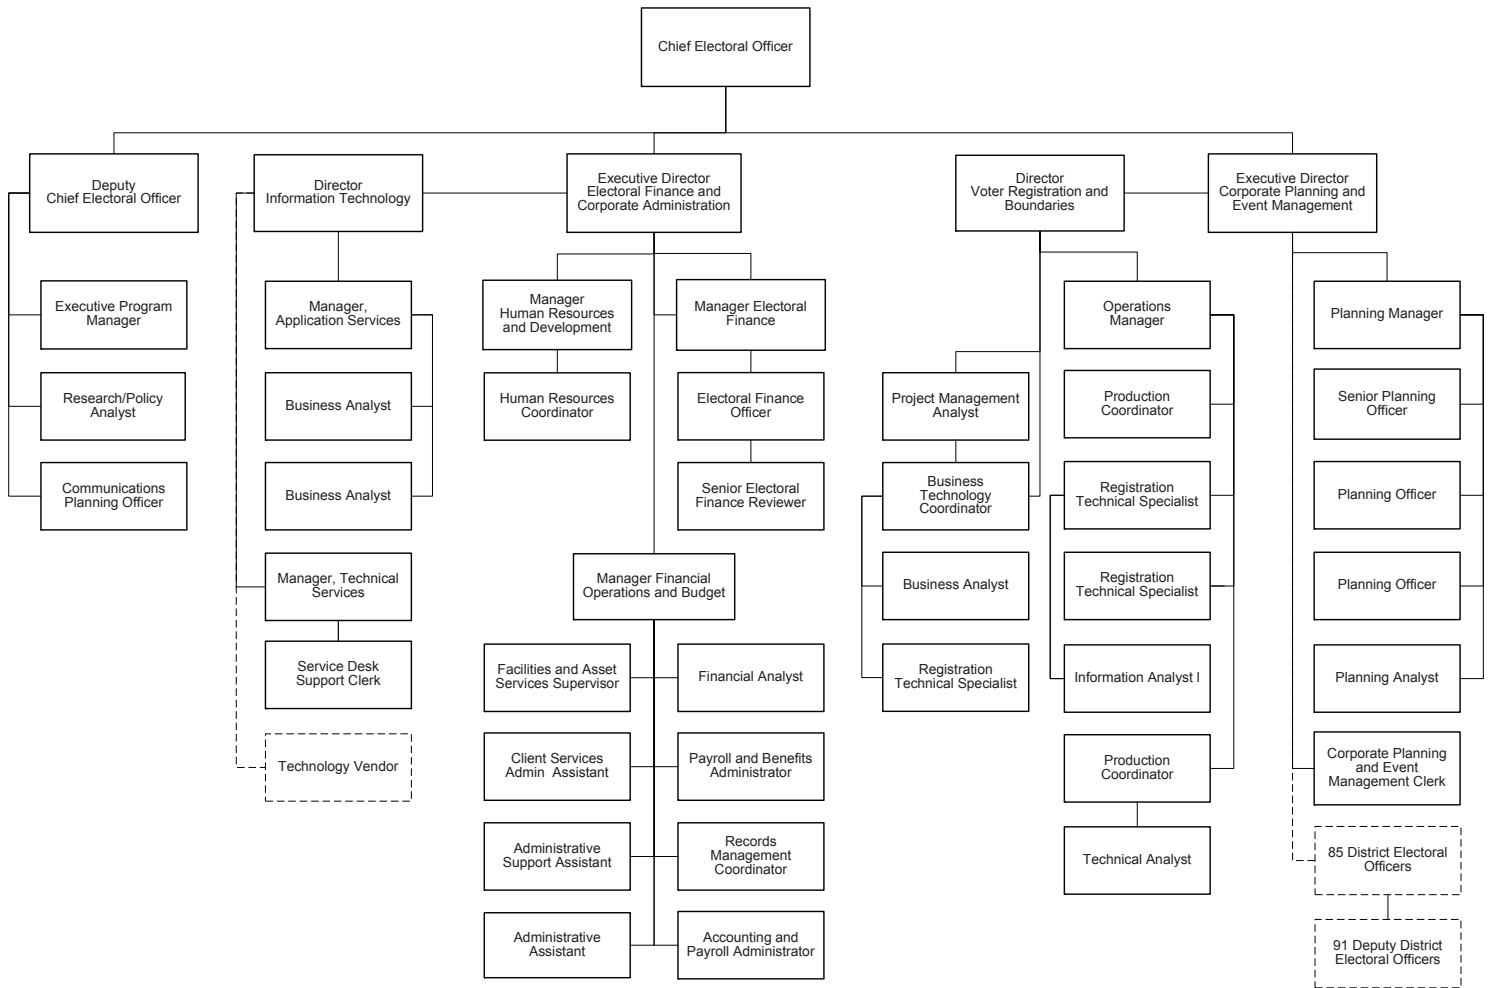 Chief Electoral Officer
Deputy
Chief Electoral Officer
Director
Information Technology
Executive Director
Electoral Finance and
Corporate Administration
Director
Voter Registration and
Boundaries
Executive Director
Corporate Planning and
Event Management
Executive Program
Manager
Research/Policy
Analyst
Communications
Planning Officer
Manager,
Application Services
Business Analyst
Business Analyst
Manager, Technical
Services
Service Desk
Support Clerk
Technology Vendor
Manager
Human Resources
and Development
Human Resources
Coordinator
Manager Electoral
Finance
Electoral Finance
Officer
Senior Electoral
Finance Reviewer
Manager Financial
Operations and Budget
Facilities and Asset
Services Supervisor
Financial Analyst
Client Services
Admin Assistant
Payroll and Benefits
Administrator
Administrative
Support Assistant
Records
Management
Coordinator
Administrative
Assistant
Accounting and
Payroll Administrator
Project Management
Analyst
Business
Technology
Coordinator
Business Analyst
Registration
Technical Specialist
Operations
Manager
Production
Coordinator
Registration
Technical Specialist
Registration
Technical Specialist
Information Analyst I
Production
Coordinator
Technical Analyst
Planning Manager
Senior Planning
Officer
Planning Officer
Planning Officer
Planning Analyst
Corporate Planning
and Event
Management Clerk
85 District Electoral
Officers
91 Deputy District
Electoral Officers